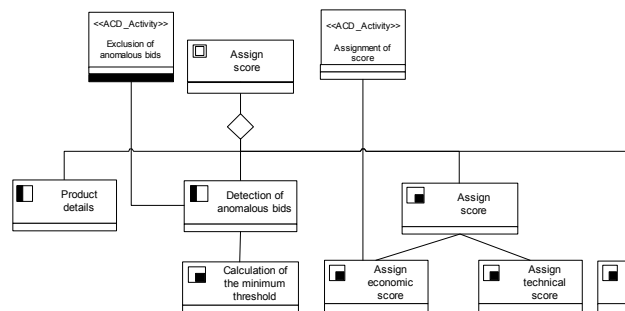 <<ACD_Activity>>
Exclusion of
anomalous bids
Assign
score
<<ACD_Activity>>
Assignment of
score
Product
details
Detection of
anomalous bids
Assign
score
Calculation of
the minimum
threshold
Assign
economic
score
Assign
technical
score